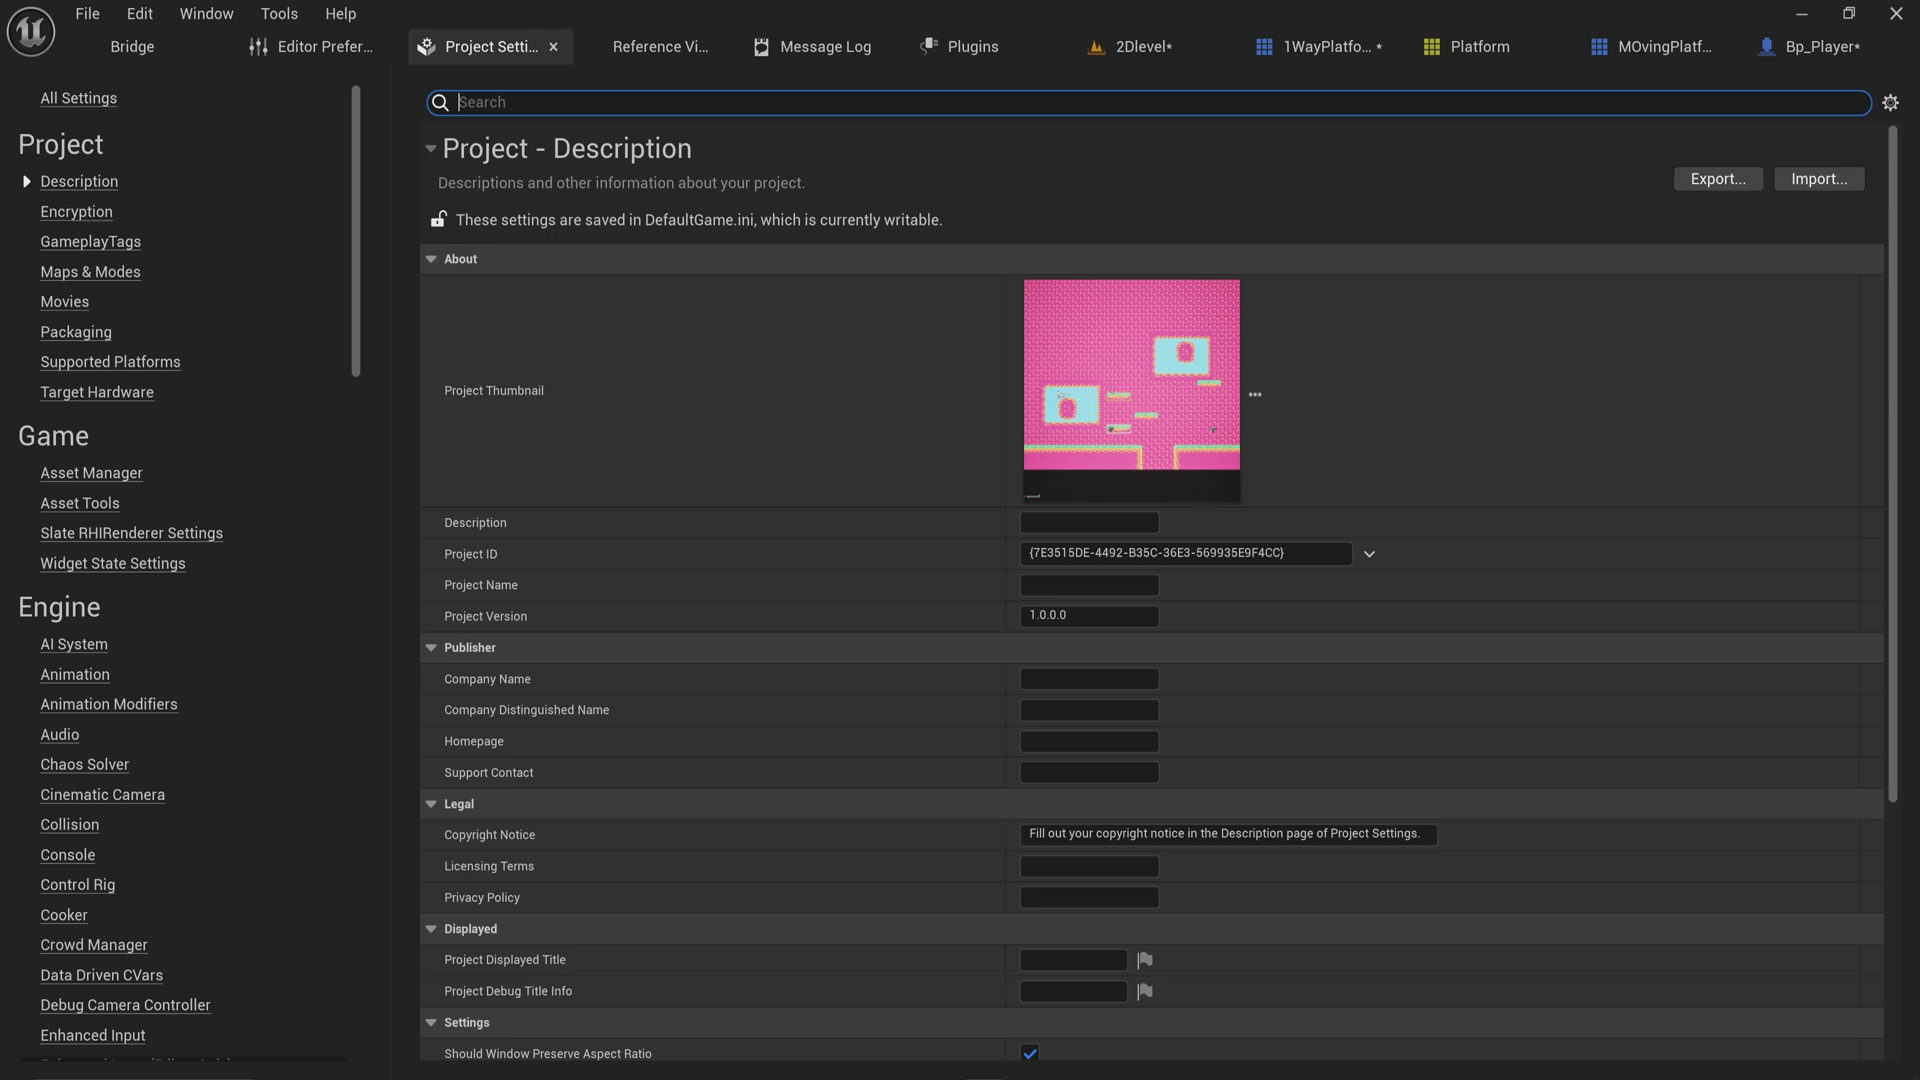 File Edit Window Tools Help
Bridge Editor Prefer... Project Setti... Reference Vi... Message Log Plugins 2Dlevel* 1WayPlatfo... * Platform MOvingPlatf... Bp_Player*
All Settings
Project
Description
Encryption
GameplayTags
Maps & Modes
Movies
Packaging
Supported Platforms
Target Hardware
Game
Asset Manager
Asset Tools
Slate RHIRenderer Settings
Widget State Settings
Engine
AI System
Animation
Animation Modifiers
Audio
Chaos Solver
Cinematic Camera
Collision
Console
Control Rig
Cooker
Crowd Manager
Data Driven CVars
Debug Camera Controller
Enhanced Input
Search
Project - Description
Descriptions and other information about your project.
Export... Import...
These settings are saved in DefaultGame.ini, which is currently writable.
About
Project Thumbnail
Description
Project ID {7E3515DE-4492-B35C-36E3-569935E9F4CC}
Project Name
Project Version 1.0.0.0
Publisher
Company Name
Company Distinguished Name
Homepage
Support Contact
Legal
Copyright Notice Fill out your copyright notice in the Description page of Project Settings.
Licensing Terms
Privacy Policy
Displayed
Project Displayed Title
Project Debug Title Info
Settings
Should Window Preserve Aspect Ratio